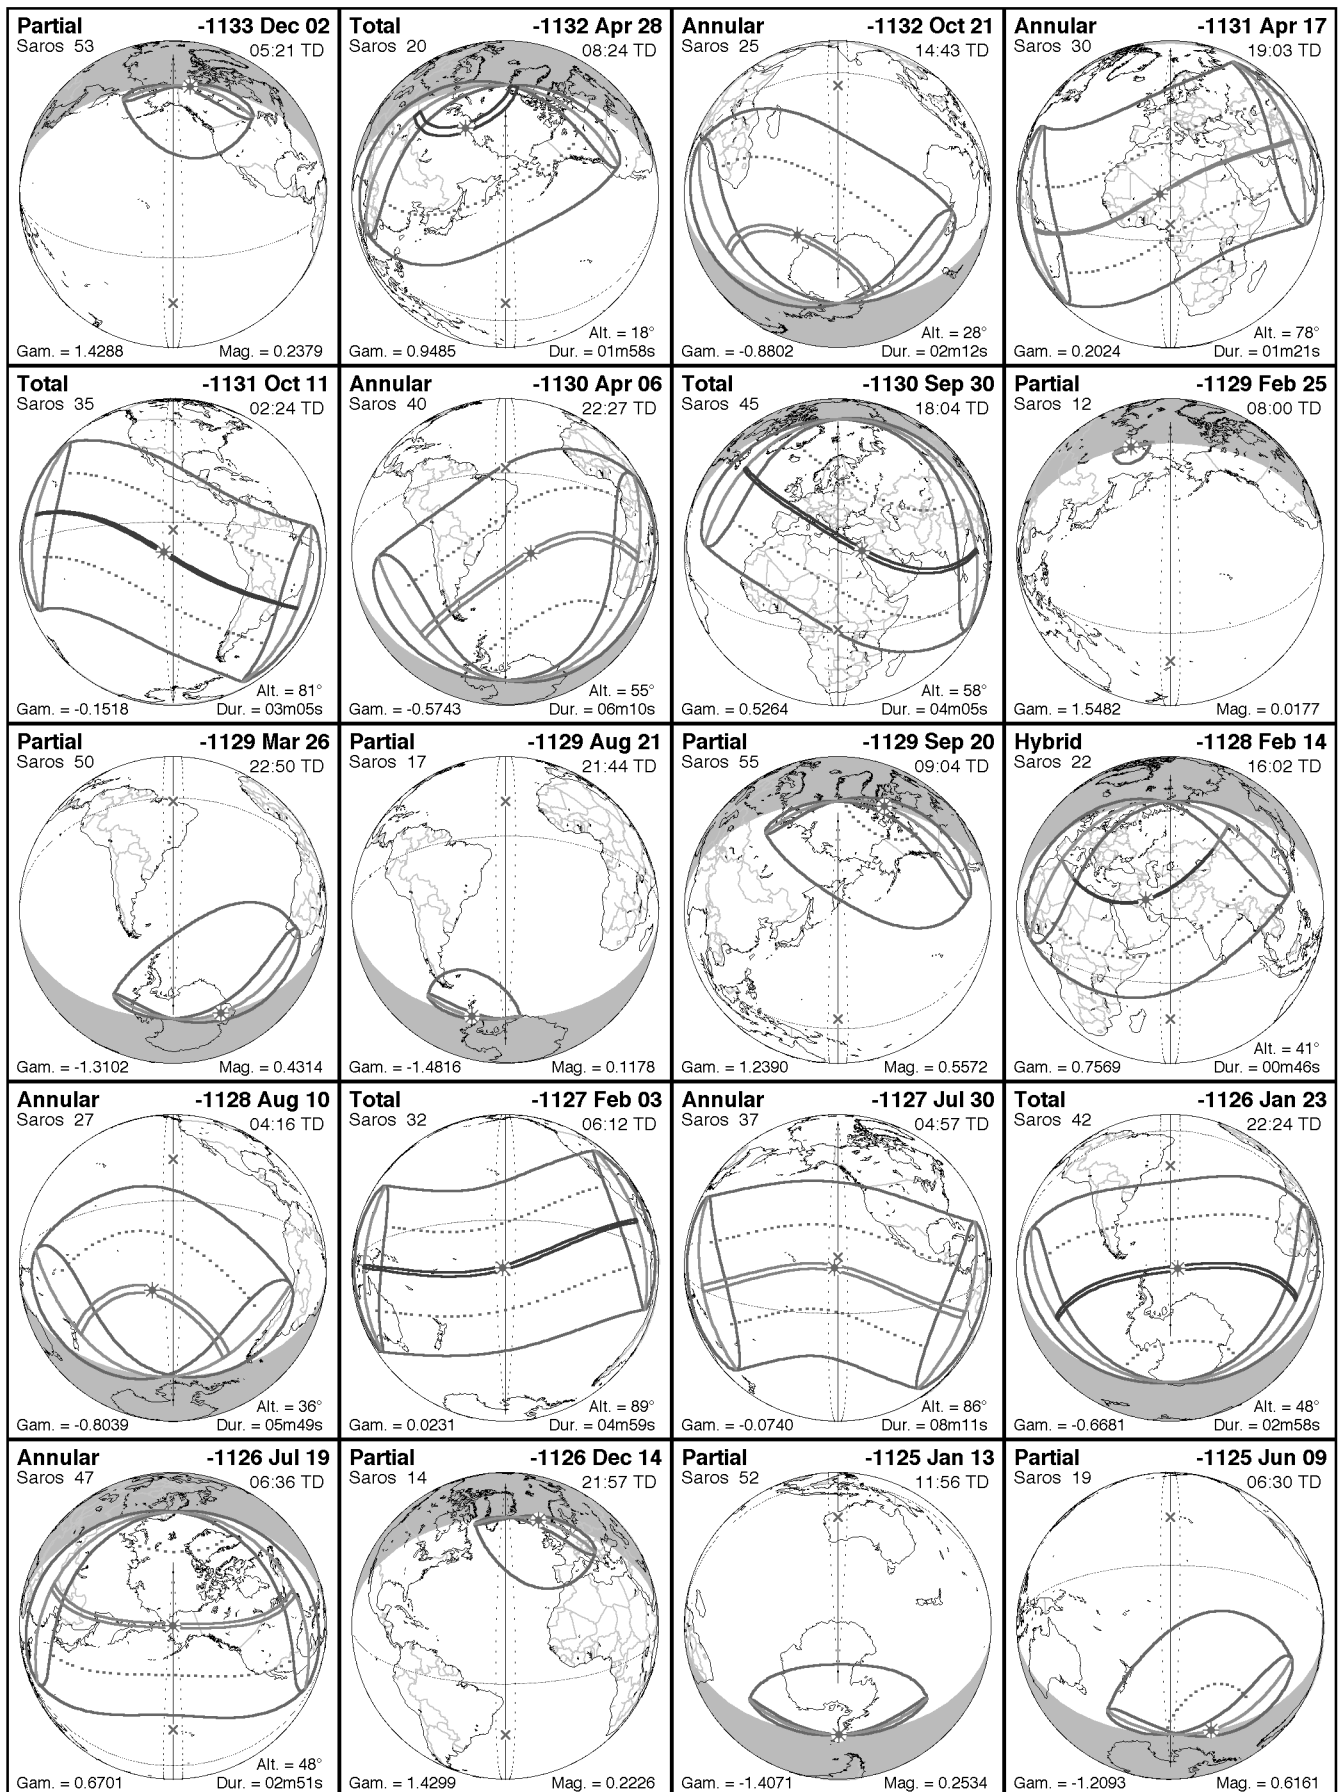 Partial -1133 Dec 02
Saros 53 05:21 TD
Gam. = 1.4288 Mag. = 0.2379
Total -1132 Apr 28
Saros 20 08:24 TD
Alt. = 18°
Gam. = 0.9485 Dur. = 01m58s
Annular -1132 Oct 21
Saros 25 14:43 TD
Alt. = 28°
Gam. = -0.8802 Dur. = 02m12s
Annular -1131 Apr 17
Saros 30 19:03 TD
Alt. = 78°
Gam. = 0.2024 Dur. = 01m21s
Total -1131 Oct 11
Saros 35 02:24 TD
Alt. = 81°
Gam. = -0.1518 Dur. = 03m05s
Annular -1130 Apr 06
Saros 40 22:27 TD
Alt. = 55°
Gam. = -0.5743 Dur. = 06m10s
Total -1130 Sep 30
Saros 45 18:04 TD
Alt. = 58°
Gam. = 0.5264 Dur. = 04m05s
Partial -1129 Feb 25
Saros 12 08:00 TD
Gam. = 1.5482 Mag. = 0.0177
Partial -1129 Mar 26
Saros 50 22:50 TD
Gam. = -1.3102 Mag. = 0.4314
Partial -1129 Aug 21
Saros 17 21:44 TD
Gam. = -1.4816 Mag. = 0.1178
Partial -1129 Sep 20
Saros 55 09:04 TD
Gam. = 1.2390 Mag. = 0.5572
Hybrid -1128 Feb 14
Saros 22 16:02 TD
Alt. = 41°
Gam. = 0.7569 Dur. = 00m46s
Annular -1128 Aug 10
Saros 27 04:16 TD
Alt. = 36°
Gam. = -0.8039 Dur. = 05m49s
Total -1127 Feb 03
Saros 32 06:12 TD
Alt. = 89°
Gam. = 0.0231 Dur. = 04m59s
Annular -1127 Jul 30
Saros 37 04:57 TD
Alt. = 86°
Gam. = -0.0740 Dur. = 08m11s
Total -1126 Jan 23
Saros 42 22:24 TD
Alt. = 48°
Gam. = -0.6681 Dur. = 02m58s
Annular -1126 Jul 19
Saros 47 06:36 TD
Alt. = 48°
Gam. = 0.6701 Dur. = 02m51s
Partial -1126 Dec 14
Saros 14 21:57 TD
Gam. = 1.4299 Mag. = 0.2226
Partial -1125 Jan 13
Saros 52 11:56 TD
Gam. = -1.4071 Mag. = 0.2534
Partial -1125 Jun 09
Saros 19 06:30 TD
Gam. = -1.2093 Mag. = 0.6161